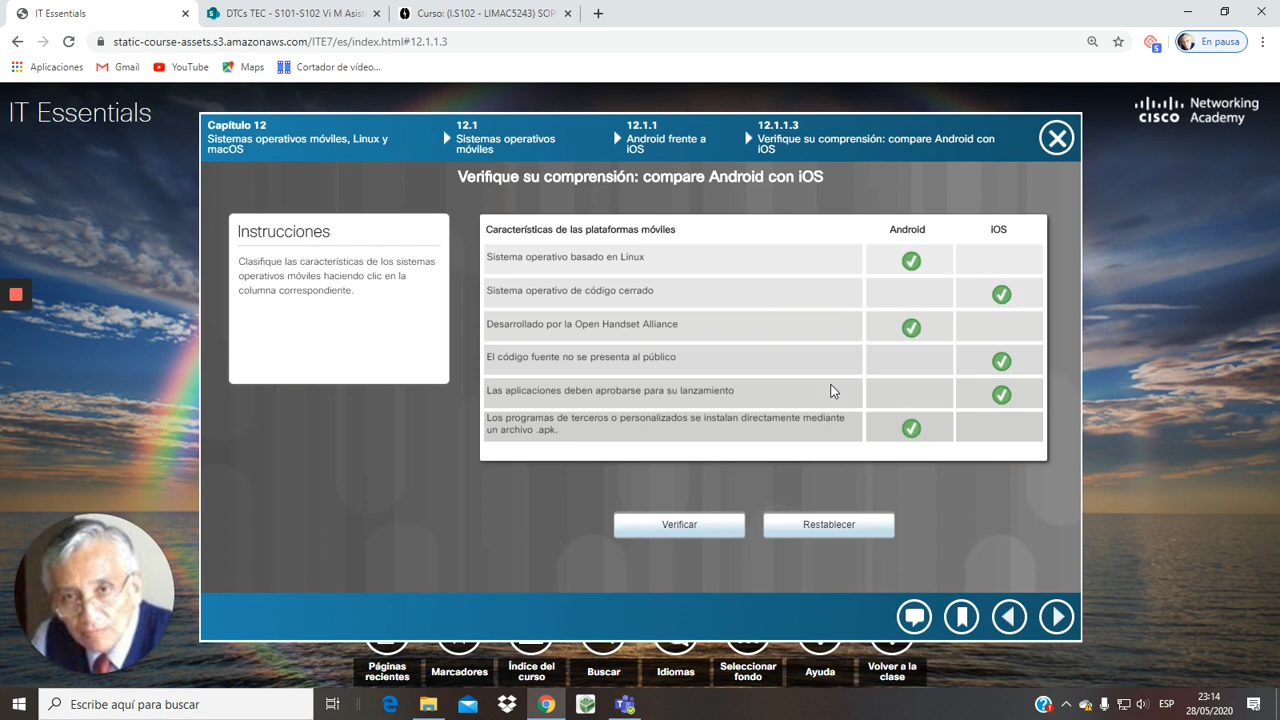 IT Essentials
DTCs TEC - S101-S102 Vi M Asist
Curso: (I.S102 - LIMAC5243) SOP
static-course-assets.s3.amazonaws.com/ITE7/es/index.html#12.1.1.3
En pausa
Aplicaciones
Gmail
YouTube
Maps
Cortador de vídeo...
IT Essentials
CISCO
Networking
Academy
Capítulo 12
Sistemas operativos móviles, Linux y
macOS
12.1
Sistemas operativos
móviles
12.1.1
Android frente a
iOS
12.1.1.3
Verifique su comprensión: compare Android con
iOS
Verifique su comprensión: compare Android con iOS
Instrucciones
Clasifique las características de los sistemas
operativos móviles haciendo clic en la
columna correspondiente.
Características de las plataformas móviles
Android
iOS
Sistema operativo basado en Linux
Sistema operativo de código cerrado
Desarrollado por la Open Handset Alliance
El código fuente no se presenta al público
Las aplicaciones deben aprobarse para su lanzamiento
Los programas de terceros o personalizados se instalan directamente mediante
un archivo .apk.
Verificar
Restablecer
Páginas
recientes
Marcadores
Índice del
curso
Buscar
Idiomas
Seleccionar
fondo
Ayuda
Volver a la
clase
Escribe aquí para buscar
ESP
23:14
28/05/2020